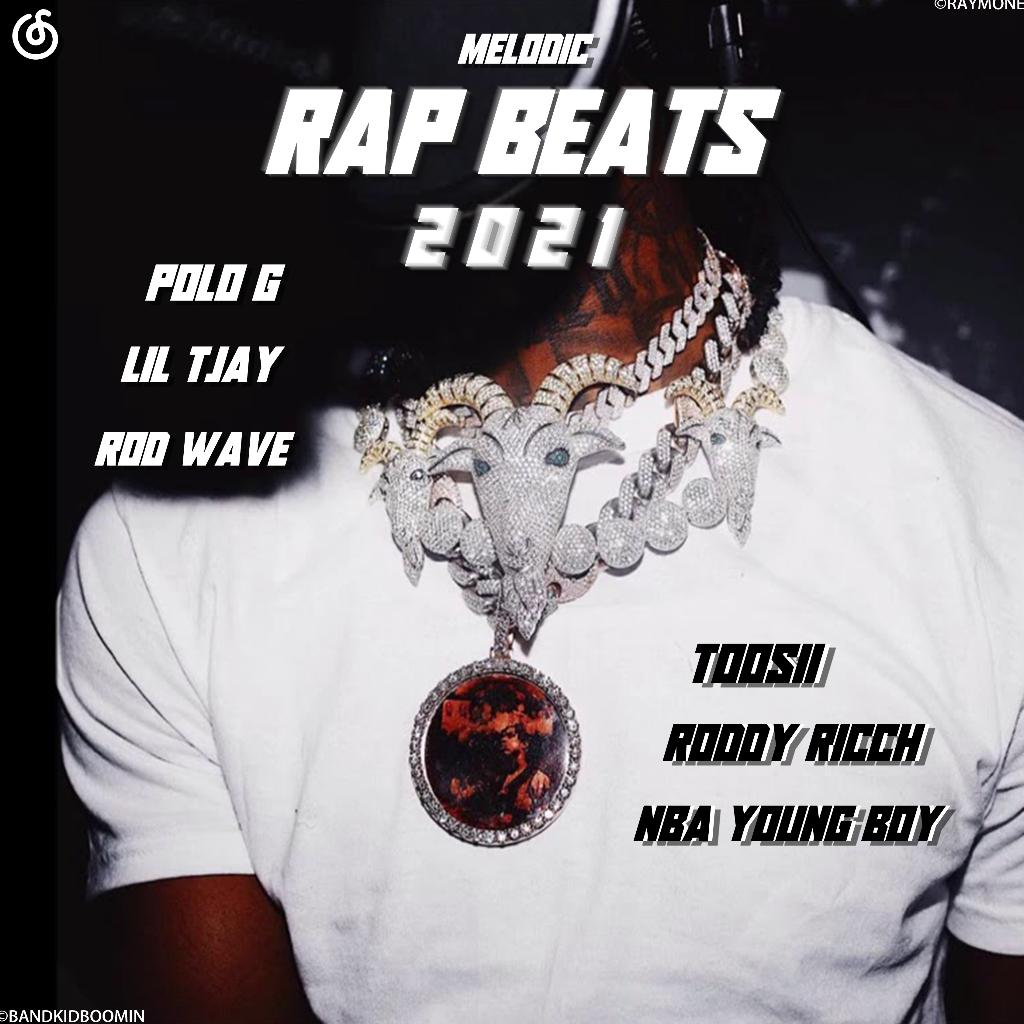 ©RAYMONE
MELODIC
RAP BEATS
2021
POLO G
LIL TJAY
ROD WAVE
TOOSII
RODDY RICCH
NBA YOUNG BOY
©BANDKIDBOOMIN